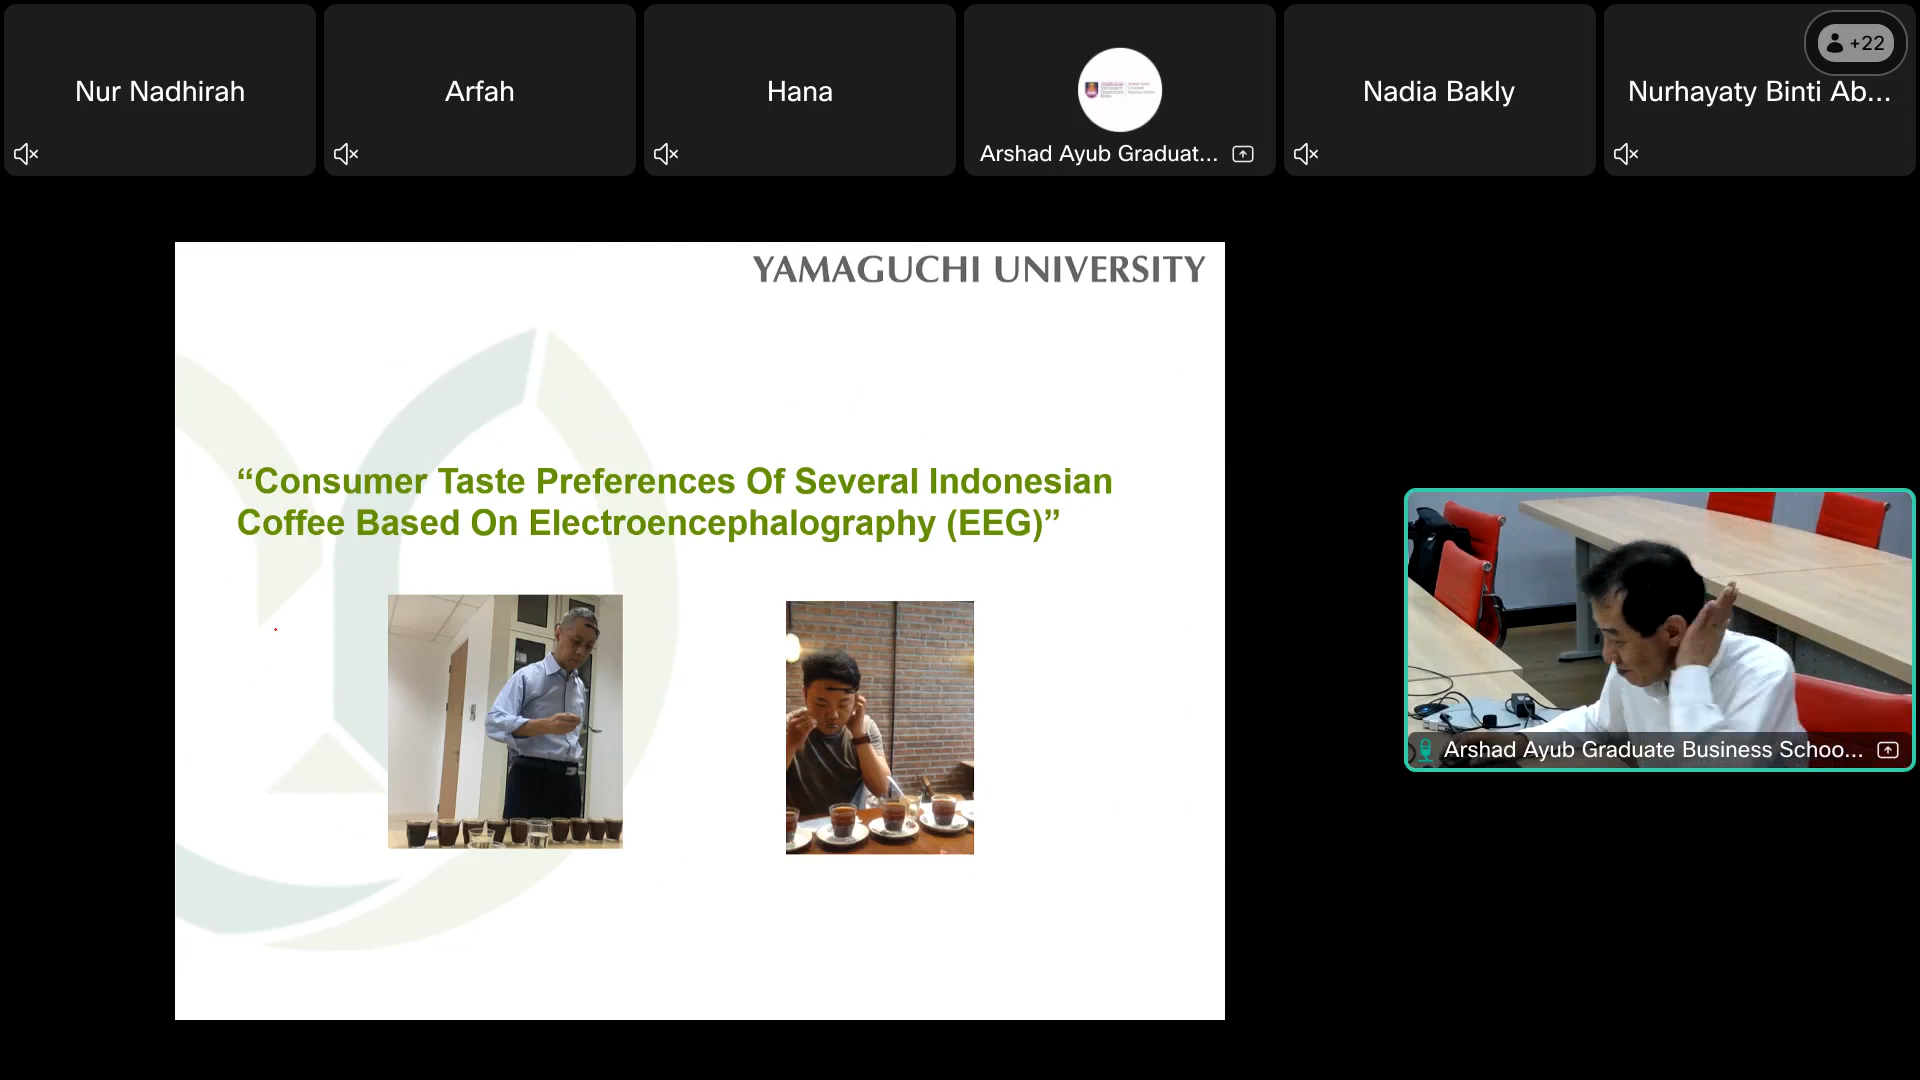 +22
Nur Nadhirah
Arfah
Hana
Arshad Ayub Graduat...
Nadia Bakly
Nurhayaty Binti Ab...
YAMAGUCHI UNIVERSITY
“Consumer Taste Preferences Of Several Indonesian
Coffee Based On Electroencephalography (EEG)”
Arshad Ayub Graduate Business Schoo...